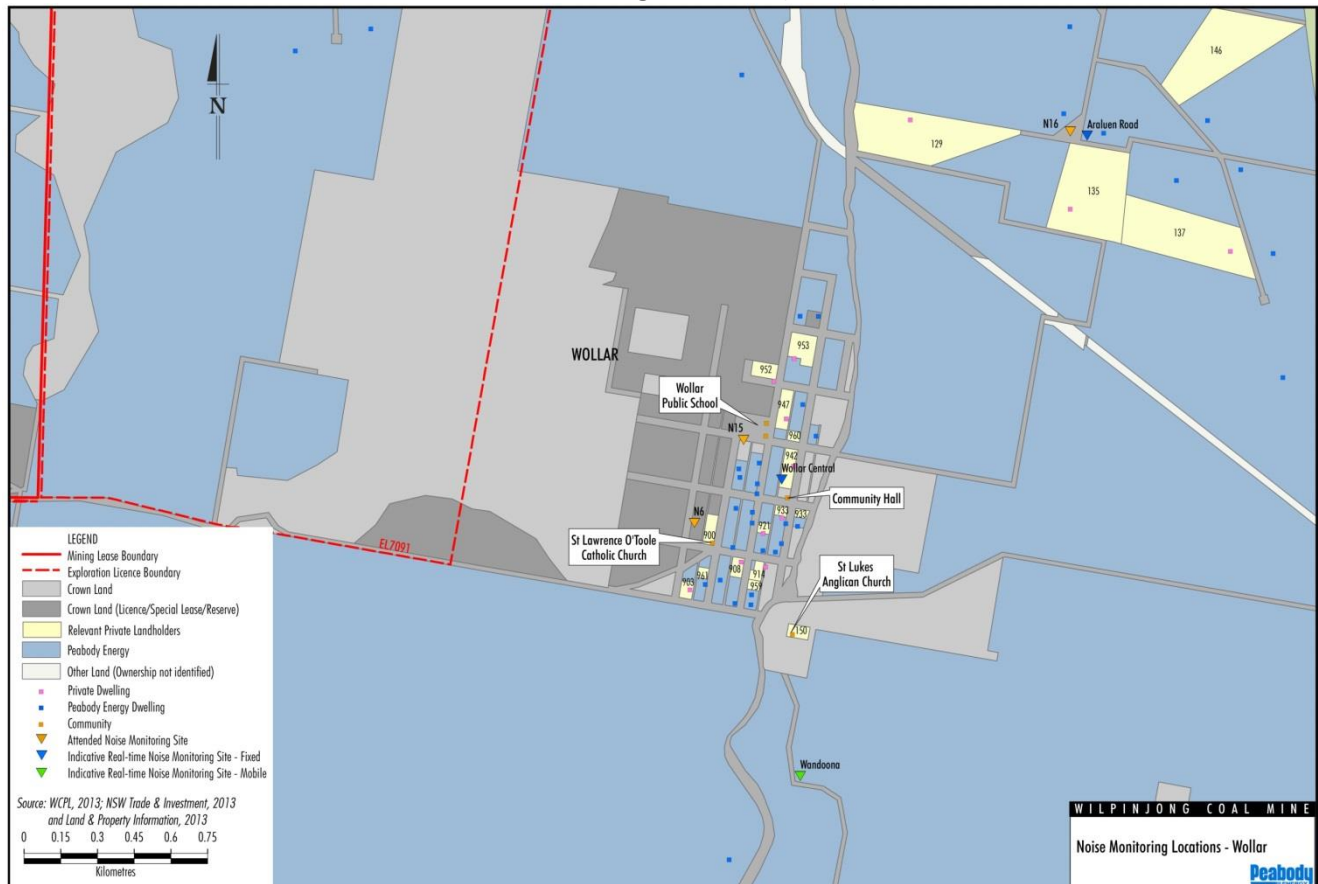 N
146
N16
Araluen Road
129
135
137
WOLLAR
953
952
Wollar
Public School
947
N15
960
942
Wollar Central
Community Hall
N6
933
921
900
St Lawrence O'Toole
Catholic Church
EL7091
908
914
961
903
959
St Lukes
Anglican Church
150
Wandoona
LEGEND
Mining Lease Boundary
Exploration Licence Boundary
Crown Land
Crown Land (Licence/Special Lease/Reserve)
Relevant Private Landholders
Peabody Energy
Other Land (Ownership not identified)
Private Dwelling
Peabody Energy Dwelling
Community
Attended Noise Monitoring Site
Indicative Real-time Noise Monitoring Site - Fixed
Indicative Real-time Noise Monitoring Site - Mobile
Source: WCPL, 2013; NSW Trade & Investment, 2013
and Land & Property Information, 2013
0 0.15 0.3 0.45 0.6 0.75
Kilometres
WILPINJONG COAL MINE
Noise Monitoring Locations - Wollar
Peabody